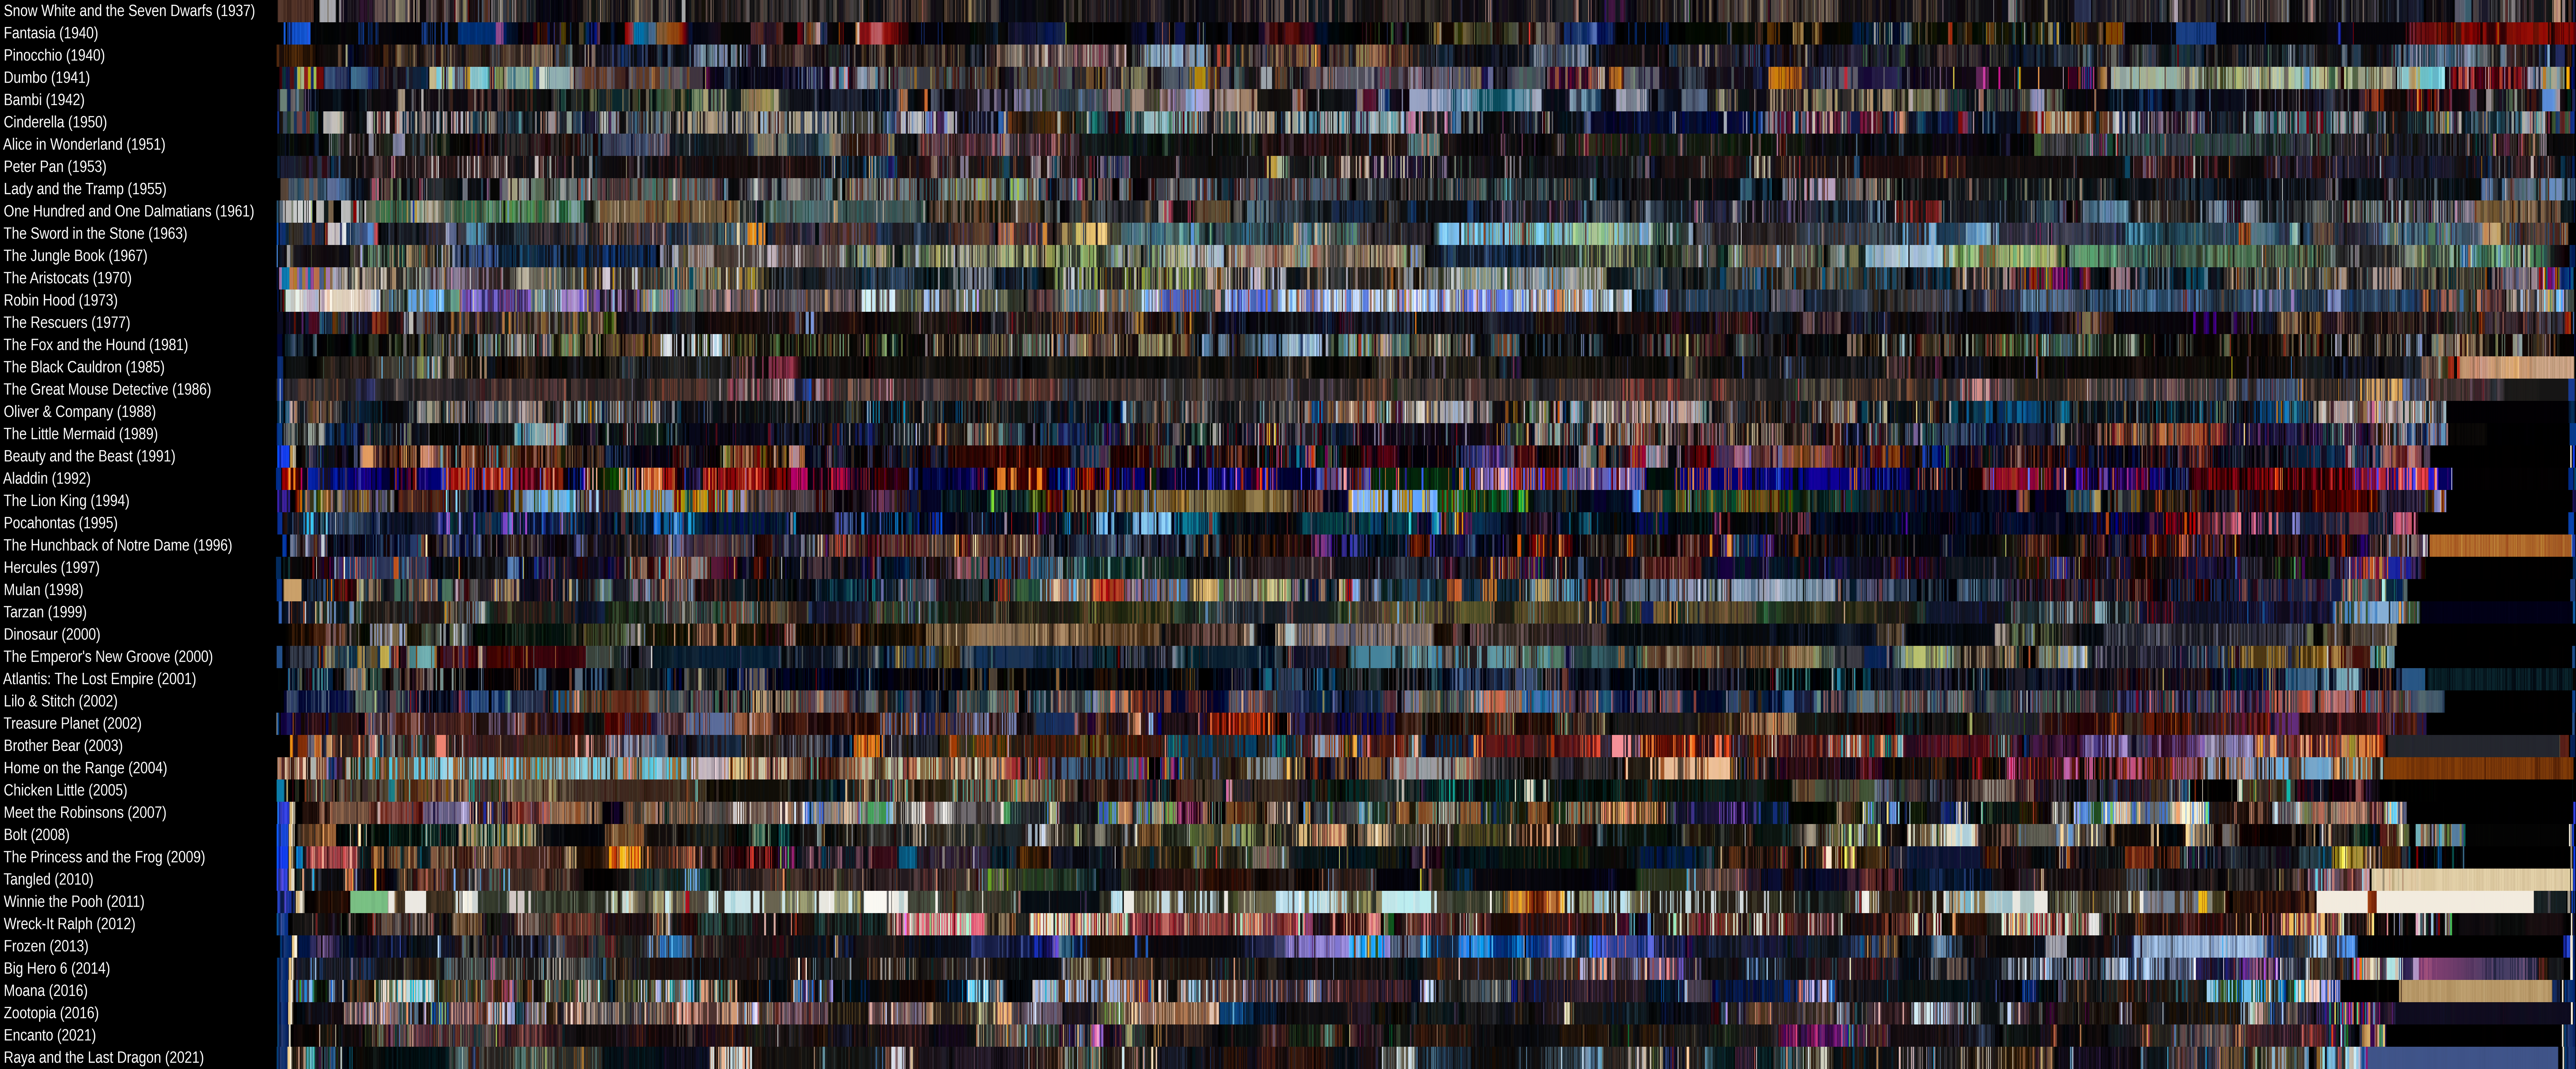 Snow White and the Seven Dwarfs (1937)
Fantasia (1940)
Pinocchio (1940)
Dumbo (1941)
Bambi (1942)
Cinderella (1950)
Alice in Wonderland (1951)
Peter Pan (1953)
Lady and the Tramp (1955)
One Hundred and One Dalmatians (1961)
The Sword in the Stone (1963)
The Jungle Book (1967)
The Aristocats (1970)
Robin Hood (1973)
The Rescuers (1977)
The Fox and the Hound (1981)
The Black Cauldron (1985)
The Great Mouse Detective (1986)
Oliver & Company (1988)
The Little Mermaid (1989)
Beauty and the Beast (1991)
Aladdin (1992)
The Lion King (1994)
Pocahontas (1995)
The Hunchback of Notre Dame (1996)
Hercules (1997)
Mulan (1998)
Tarzan (1999)
Dinosaur (2000)
The Emperor's New Groove (2000)
Atlantis: The Lost Empire (2001)
Lilo & Stitch (2002)
Treasure Planet (2002)
Brother Bear (2003)
Home on the Range (2004)
Chicken Little (2005)
Meet the Robinsons (2007)
Bolt (2008)
The Princess and the Frog (2009)
Tangled (2010)
Winnie the Pooh (2011)
Wreck-It Ralph (2012)
Frozen (2013)
Big Hero 6 (2014)
Moana (2016)
Zootopia (2016)
Encanto (2021)
Raya and the Last Dragon (2021)